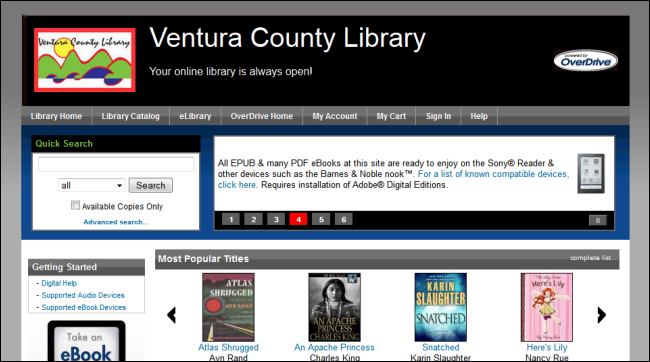 Ventura County Library
Ventura County Library
Your online library is always open!
powered by
OverDrive
Library Home Library Catalog eLibrary OverDrive Home My Account My Cart Sign In Help
Quick Search
all Search
Available Copies Only
Advanced search...
All EPUB & many PDF eBooks at this site are ready to enjoy on the Sony® Reader &
other devices such as the Barnes & Noble nook™. For a list of known compatible devices,
click here. Requires installation of Adobe® Digital Editions.
1 2 3 4 5 6
Getting Started
- Digital Help
- Supported Audio Devices
- Supported eBook Devices
Take an
eBook
Most Popular Titles complete list...
ATLAS
SHRUGGED
AN APACHE
PRINCESS
CHARLES KING
KARIN
SLAUGHTER
SNATCHED
Here's Lily
Atlas Shrugged An Apache Princess Snatched Here's Lily
Ayn Rand Charles King Karin Slaughter Nancy Rue